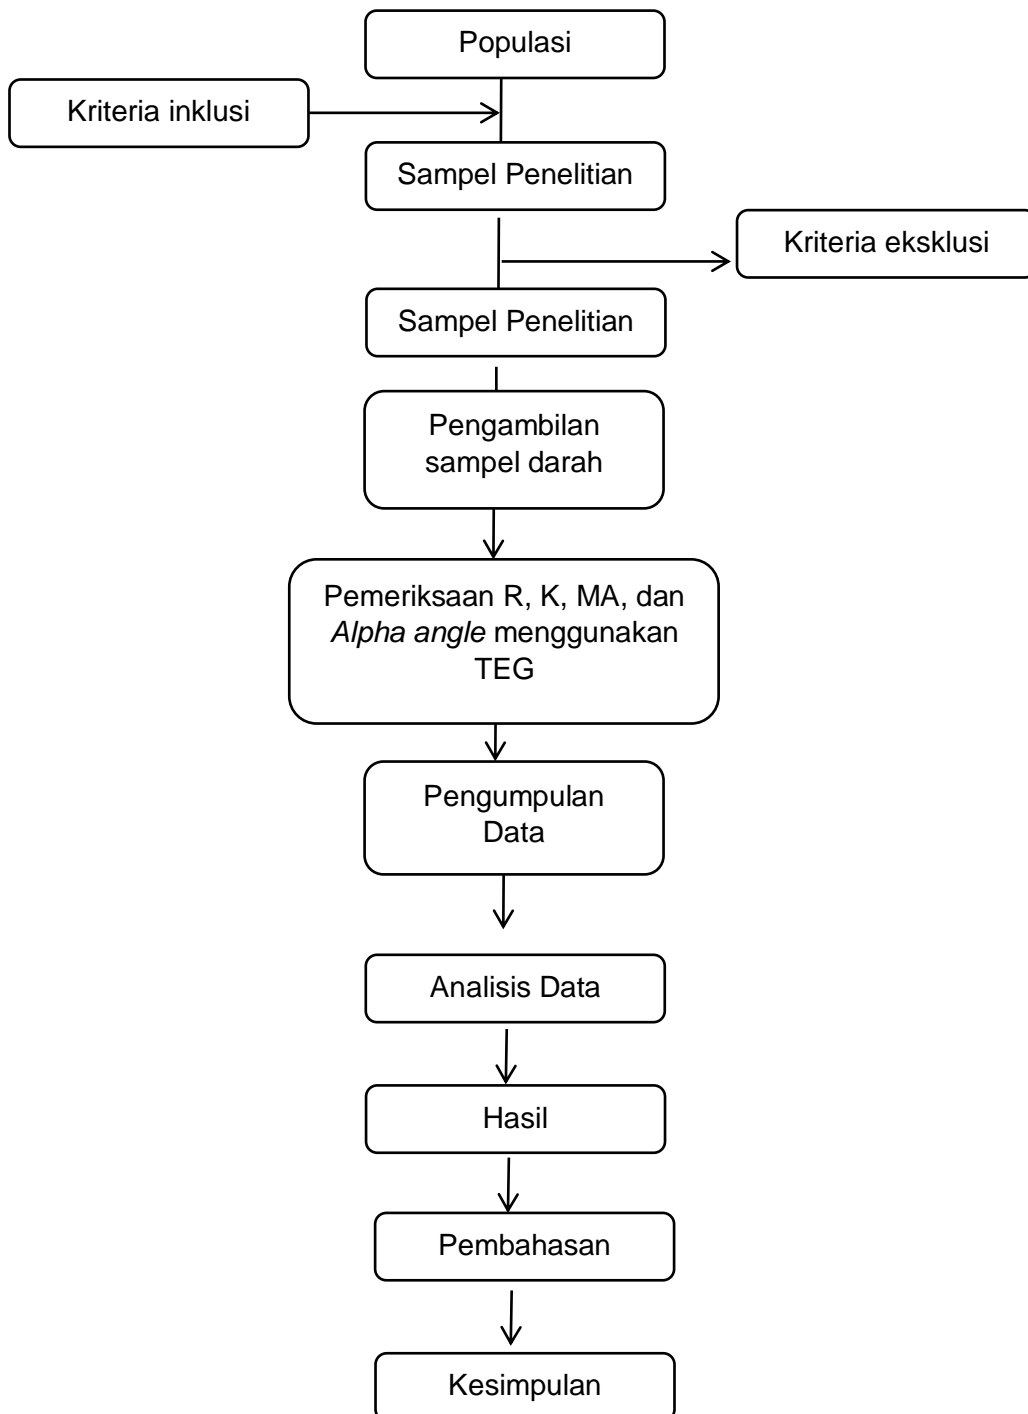 Populasi
Kriteria inklusi
Sampel Penelitian
Kriteria eksklusi
Sampel Penelitian
Pengambilan
sampel darah
Pemeriksaan R, K, MA, dan
Alpha angle menggunakan
TEG
Pengumpulan
Data
Analisis Data
Hasil
Pembahasan
Kesimpulan